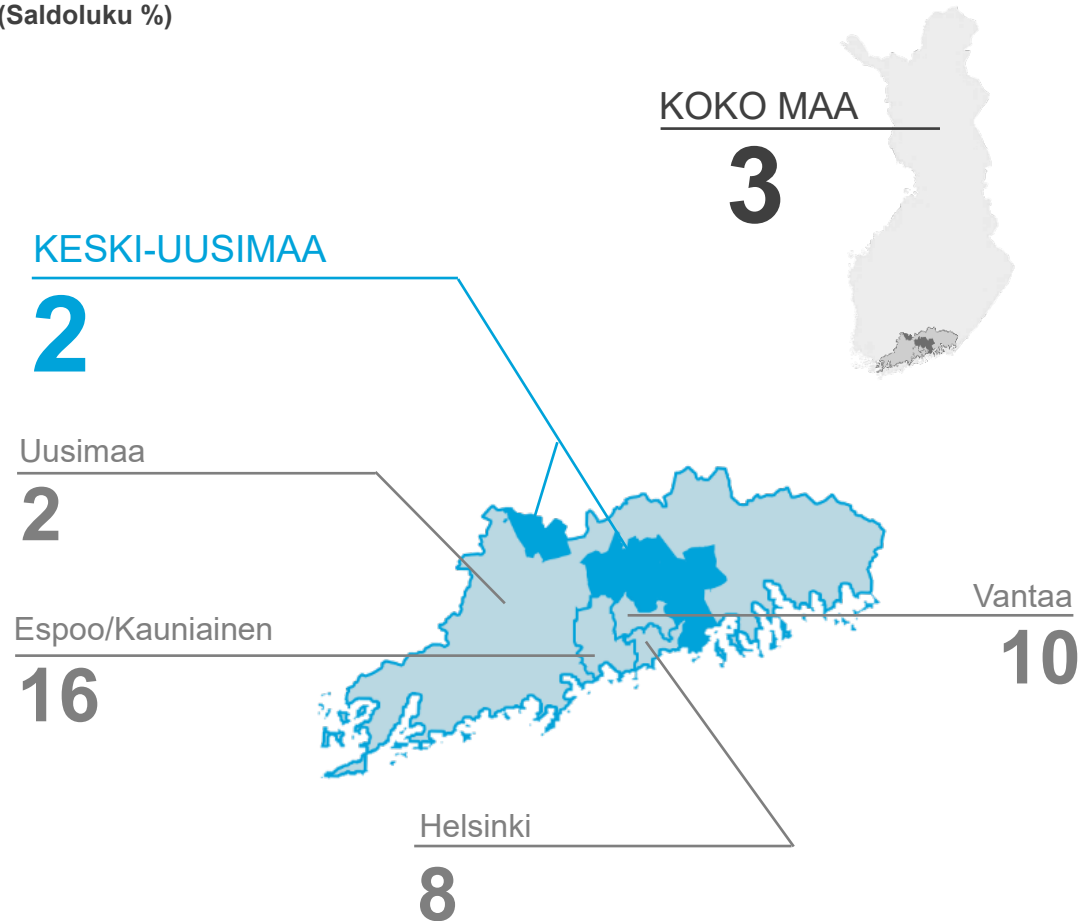 (Saldoluku %)
KOKO MAA
3
KESKI-UUSIMAA
2
Uusimaa
2
Espoo/Kauniainen
16
Vantaa
10
Helsinki
8